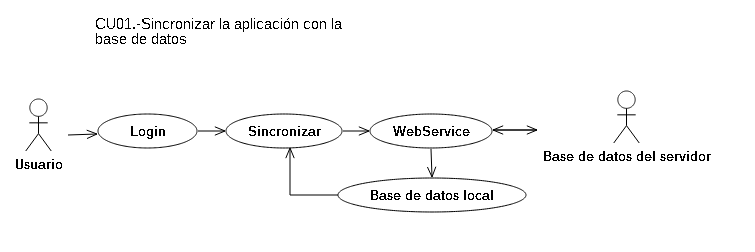 CU01.-Sincronizar la aplicación con la
base de datos
Login
Sincronizar
WebService
Usuario
Base de datos del servidor
Base de datos local